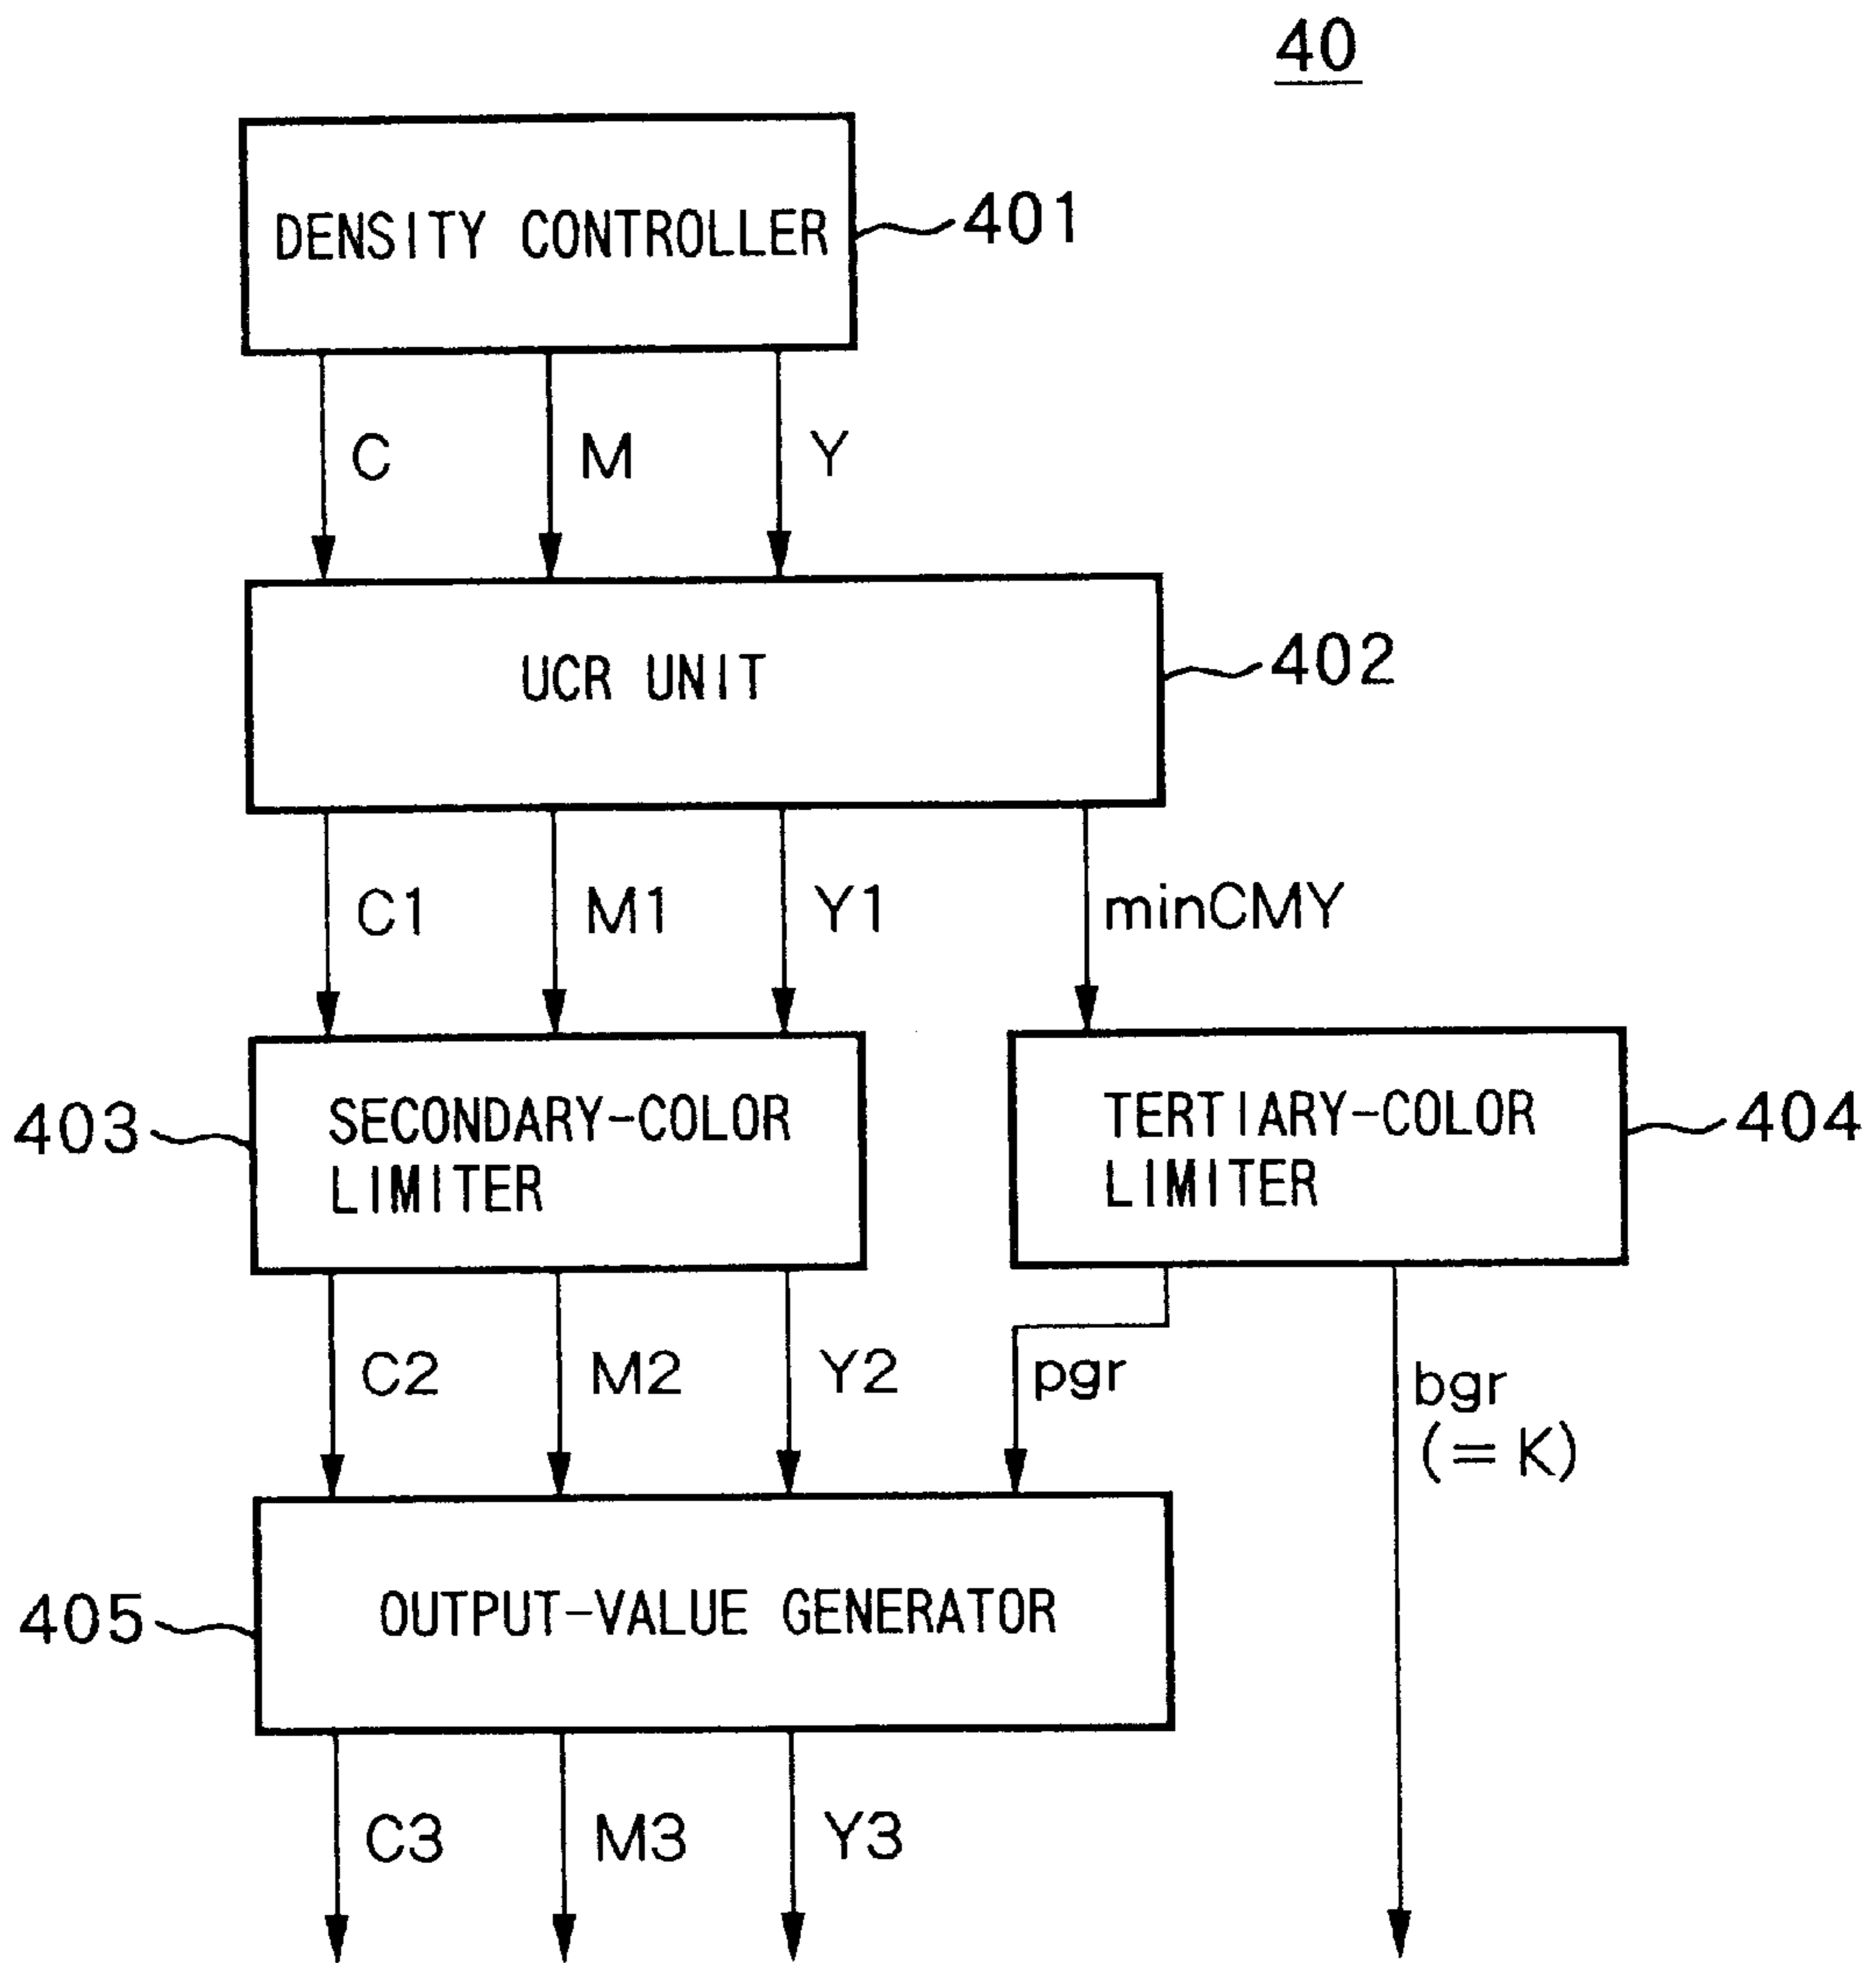 40
DENSITY CONTROLLER
401
C
M
Y
UCR UNIT
402
C1
M1
Y1
minCMY
403
SECONDARY-COLOR
LIMITER
TERTIARY-COLOR
LIMITER
404
C2
M2
Y2
pgr
bgr
(=K)
405
OUTPUT-VALUE GENERATOR
C3
M3
Y3